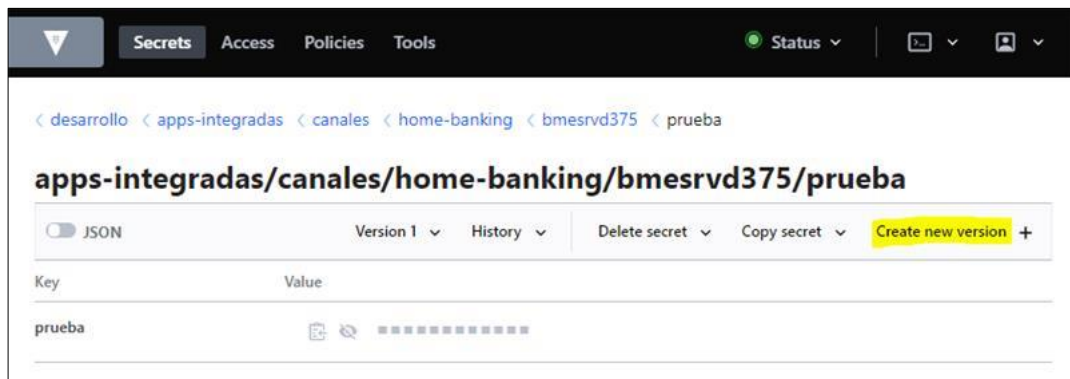 Secrets Access Policies Tools Status
< desarrollo < apps-integradas < canales < home-banking < bmesrvd375 < prueba
apps-integradas/canales/home-banking/bmesrvd375/prueba
JSON Version 1 History Delete secret Copy secret Create new version +
Key Value
prueba